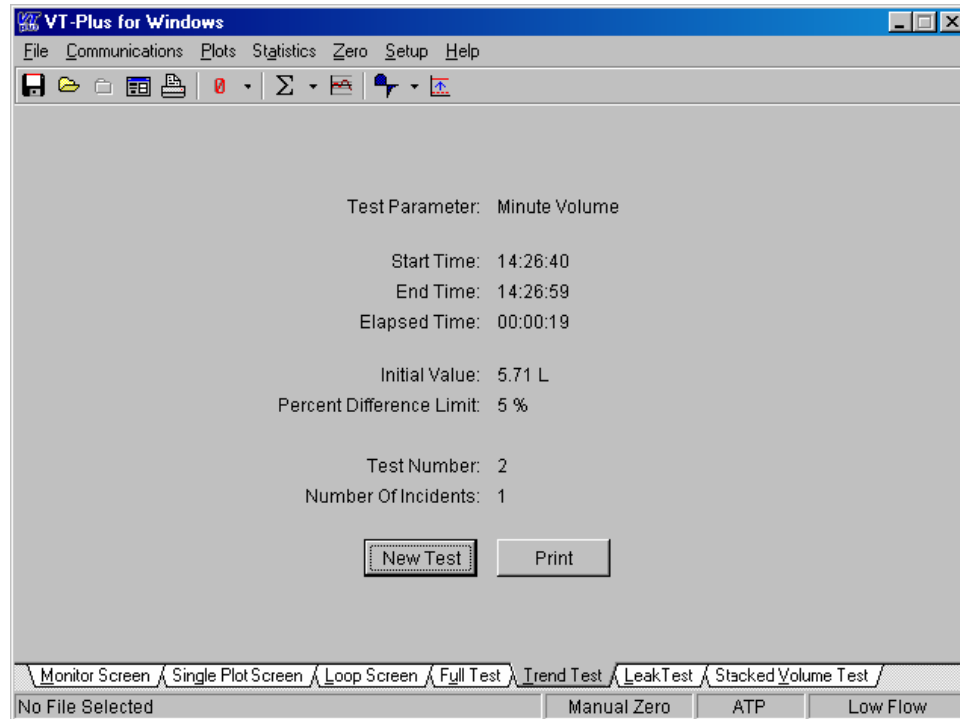 VT-Plus for Windows
File Communications Plots Statistics Zero Setup Help
Test Parameter: Minute Volume
Start Time: 14:26:40
End Time: 14:26:59
Elapsed Time: 00:00:19
Initial Value: 5.71 L
Percent Difference Limit: 5 %
Test Number: 2
Number Of Incidents: 1
New Test Print
Monitor Screen Single Plot Screen Loop Screen Full Test Trend Test LeakTest Stacked Volume Test
No File Selected Manual Zero ATP Low Flow